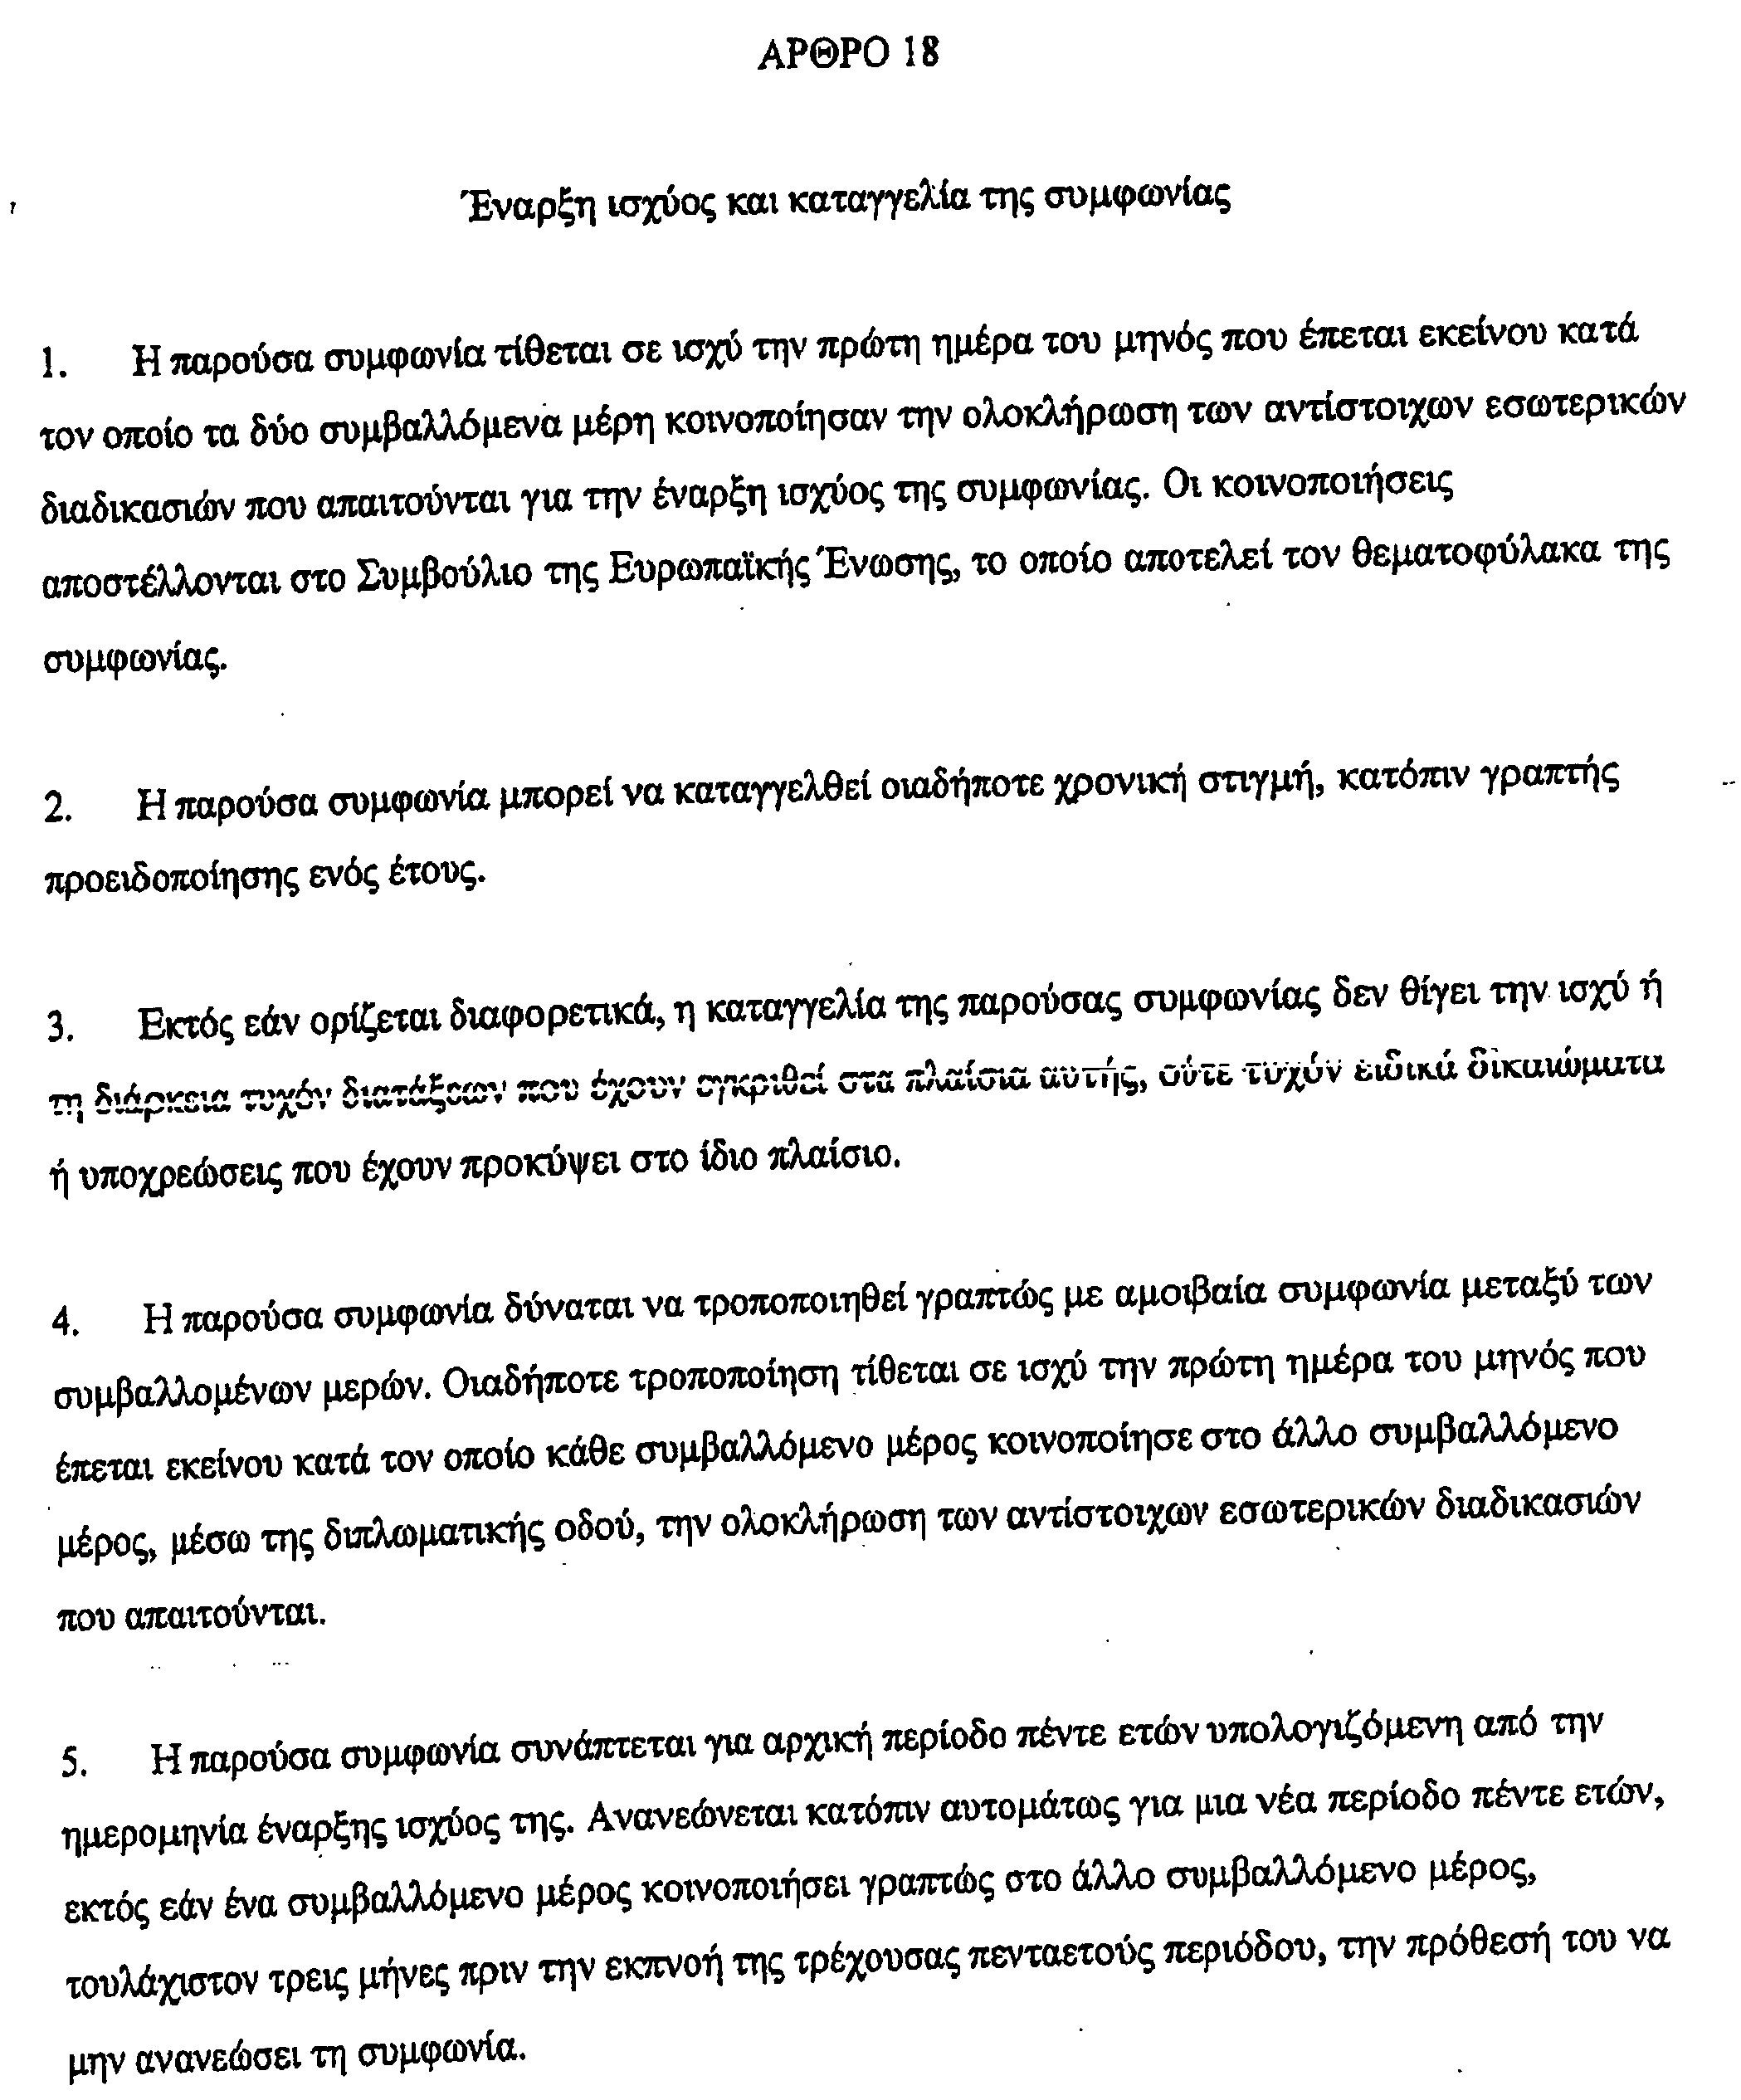 ΑΡΘΡΟ 18
Έναρξη ισχύος και καταγγελία της συμφωνίας
1. Η παρούσα συμφωνία τίθεται σε ισχύ την πρώτη ημέρα του μηνός που έπεται εκείνου κατά
τον οποίο τα δύο συμβαλλόμενα μέρη κοινοποίησαν την ολοκλήρωση των αντίστοιχων εσωτερικών
διαδικασιών που απαιτούνται για την έναρξη ισχύος της συμφωνίας. Οι κοινοποιήσεις
αποστέλλονται στο Συμβούλιο της Ευρωπαϊκής Ένωσης, το οποίο αποτελεί τον θεματοφύλακα της
συμφωνίας.
2. Η παρούσα συμφωνία μπορεί να καταγγελθεί οιαδήποτε χρονική στιγμή, κατόπιν γραπτής
προειδοποίησης ενός έτους.
3. Εκτός εάν ορίζεται διαφορετικά, η καταγγελία της παρούσας συμφωνίας δεν θίγει την ισχύ ή
τη διάρκεια τυχόν διατάξεων που έχουν εγκριθεί στα πλαίσια αυτής, ούτε τυχόν ειδικά δικαιώματα
ή υποχρεώσεις που έχουν προκύψει στο ίδιο πλαίσιο.
4. Η παρούσα συμφωνία δύναται να τροποποιηθεί γραπτώς με αμοιβαία συμφωνία μεταξύ των
συμβαλλομένων μερών. Οιαδήποτε τροποποίηση τίθεται σε ισχύ την πρώτη ημέρα του μηνός που
έπεται εκείνου κατά τον οποίο κάθε συμβαλλόμενο μέρος κοινοποίησε στο άλλο συμβαλλόμενο
μέρος, μέσω της διπλωματικής οδού, την ολοκλήρωση των αντίστοιχων εσωτερικών διαδικασιών
που απαιτούνται.
5. Η παρούσα συμφωνία συνάπτεται για αρχική περίοδο πέντε ετών υπολογιζόμενη από την
ημερομηνία έναρξης ισχύος της. Ανανεώνεται κατόπιν αυτομάτως για μια νέα περίοδο πέντε ετών,
εκτός εάν ένα συμβαλλόμενο μέρος κοινοποιήσει γραπτώς στο άλλο συμβαλλόμενο μέρος,
τουλάχιστον τρεις μήνες πριν την εκπνοή της τρέχουσας πενταετούς περιόδου, την πρόθεσή του να
μην ανανεώσει τη συμφωνία.